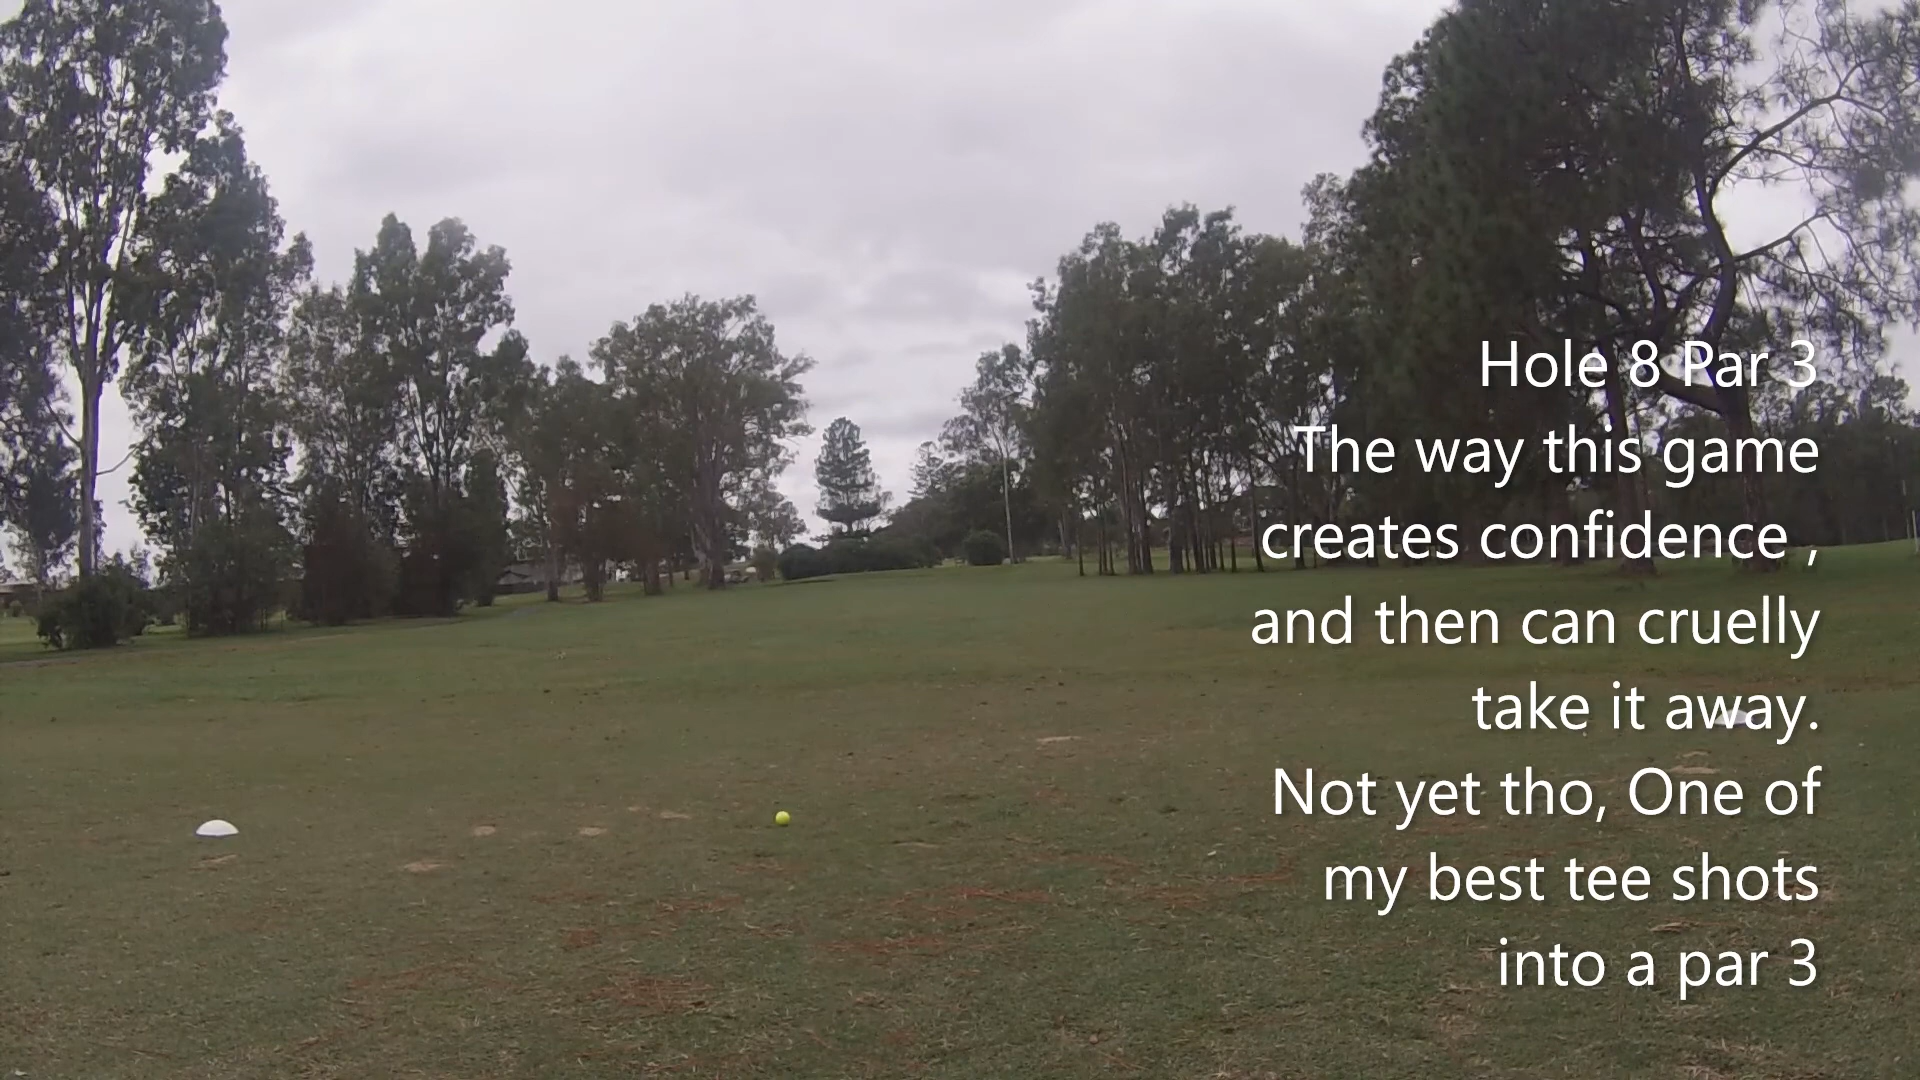 Hole 8 Par 3
The way this game
creates confidence ,
and then can cruelly
take it away.
Not yet tho, One of
my best tee shots
into a par 3